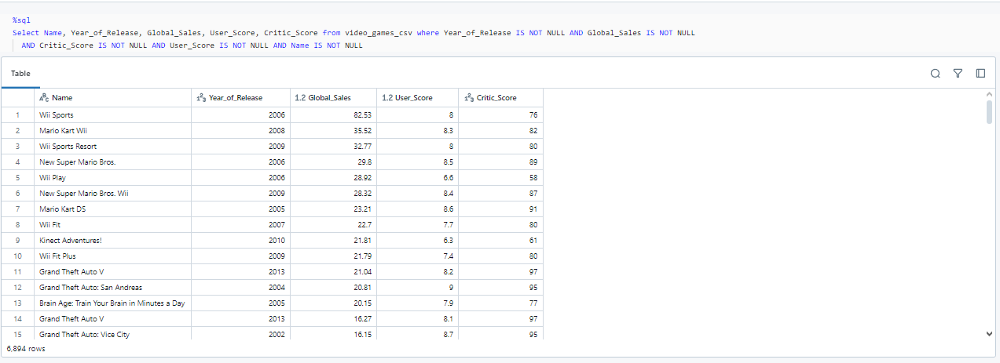 %sql
Select Name, Year_of_Release, Global_Sales, User_Score, Critic_Score from video_games_csv where Year_of_Release IS NOT NULL AND Global_Sales IS NOT NULL
AND Critic_Score IS NOT NULL AND User_Score IS NOT NULL AND Name IS NOT NULL
Table
ABC Name 123 Year_of_Release 1.2 Global_Sales 1.2 User_Score 123 Critic_Score
1 Wii Sports 2006 82.53 8 76
2 Mario Kart Wii 2008 35.52 8.3 82
3 Wii Sports Resort 2009 32.77 8 80
4 New Super Mario Bros. 2006 29.8 8.5 89
5 Wii Play 2006 28.92 6.6 58
6 New Super Mario Bros. Wii 2009 28.32 8.4 87
7 Mario Kart DS 2005 23.21 8.6 91
8 Wii Fit 2007 22.7 7.7 80
9 Kinect Adventures! 2010 21.81 6.3 61
10 Wii Fit Plus 2009 21.79 7.4 80
11 Grand Theft Auto V 2013 21.04 8.2 97
12 Grand Theft Auto: San Andreas 2004 20.81 9 95
13 Brain Age: Train Your Brain in Minutes a Day 2005 20.15 7.9 77
14 Grand Theft Auto V 2013 16.27 8.1 97
15 Grand Theft Auto: Vice City 2002 16.15 8.7 95
6,894 rows